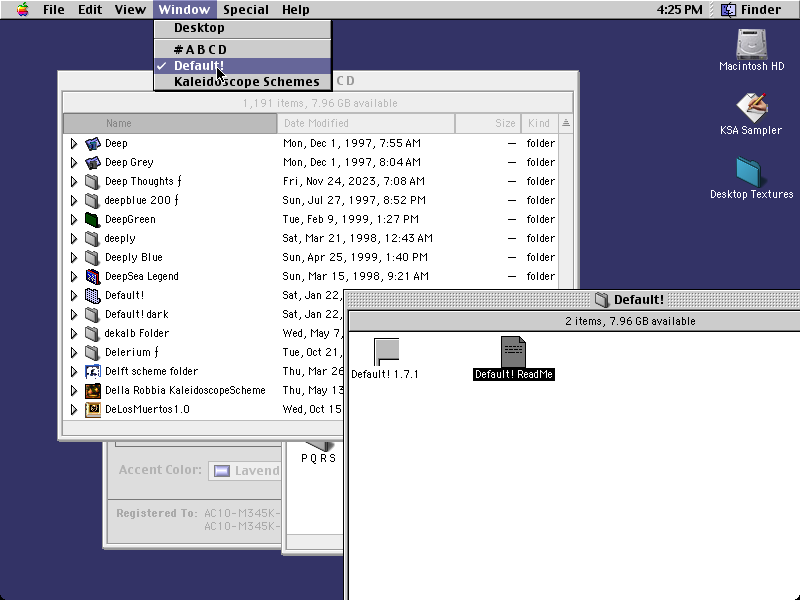 File Edit View Window Special Help 4:25 PM Finder
Desktop
# A B C D
✓ Default!
Kaleidoscope Schemes
C D
1,191 items, 7.96 GB available
Name Date Modified Size Kind
Deep Mon, Dec 1, 1997, 7:55 AM — folder
Deep Grey Mon, Dec 1, 1997, 8:04 AM — folder
Deep Thoughts ƒ Fri, Nov 24, 2023, 7:08 AM — folder
deepblue 200 ƒ Sun, Jul 27, 1997, 8:52 PM — folder
DeepGreen Tue, Feb 9, 1999, 1:27 PM — folder
deeply Sat, Mar 21, 1998, 12:43 AM — folder
Deeply Blue Sun, Apr 25, 1999, 1:40 PM — folder
DeepSea Legend Sun, Mar 15, 1998, 9:21 AM — folder
Default! Sat, Jan 22,
Default! dark Sat, Jan 22,
dekalb Folder Wed, May 7,
Delerium ƒ Tue, Oct 21,
Delft scheme folder Thu, Mar 26
Della Robbia KaleidoscopeScheme Thu, May 13
DeLosMuertos1.0 Wed, Oct 15
Macintosh HD
KSA Sampler
Desktop Textures
Default!
2 items, 7.96 GB available
Default! 1.7.1
Default! ReadMe
P Q R S
Accent Color: Lavend
Registered To: AC10-M345K-
AC10-M345K-